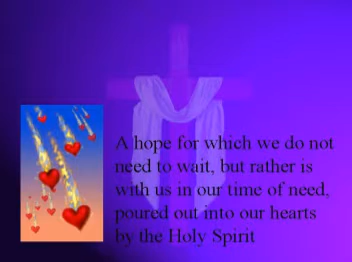 A hope for which we do not
need to wait, but rather is
with us in our time of need,
poured out into our hearts
by the Holy Spirit